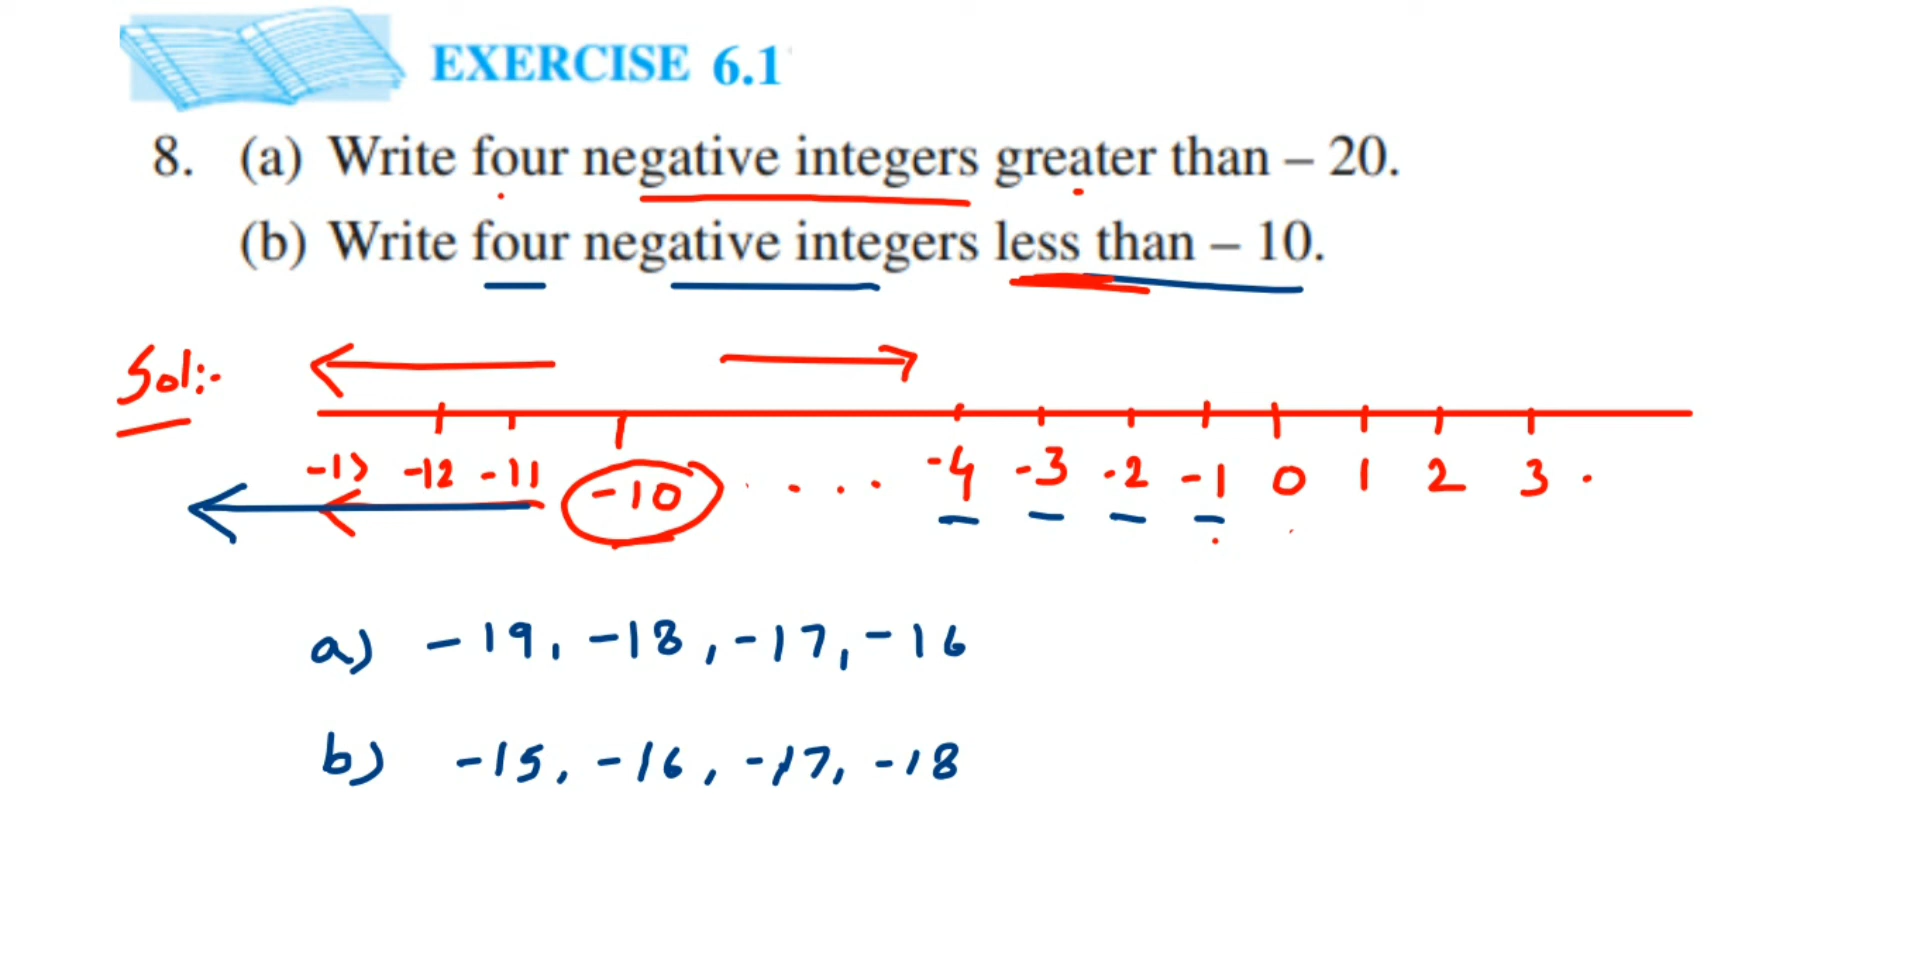 EXERCISE 6.1
8. (a) Write four negative integers greater than – 20.
(b) Write four negative integers less than – 10.
Sol:-
-13 -12 -11 -10 . . . . -4 -3 -2 -1 0 1 2 3 .
a) -19, -18, -17, -16
b) -15, -16, -17, -18